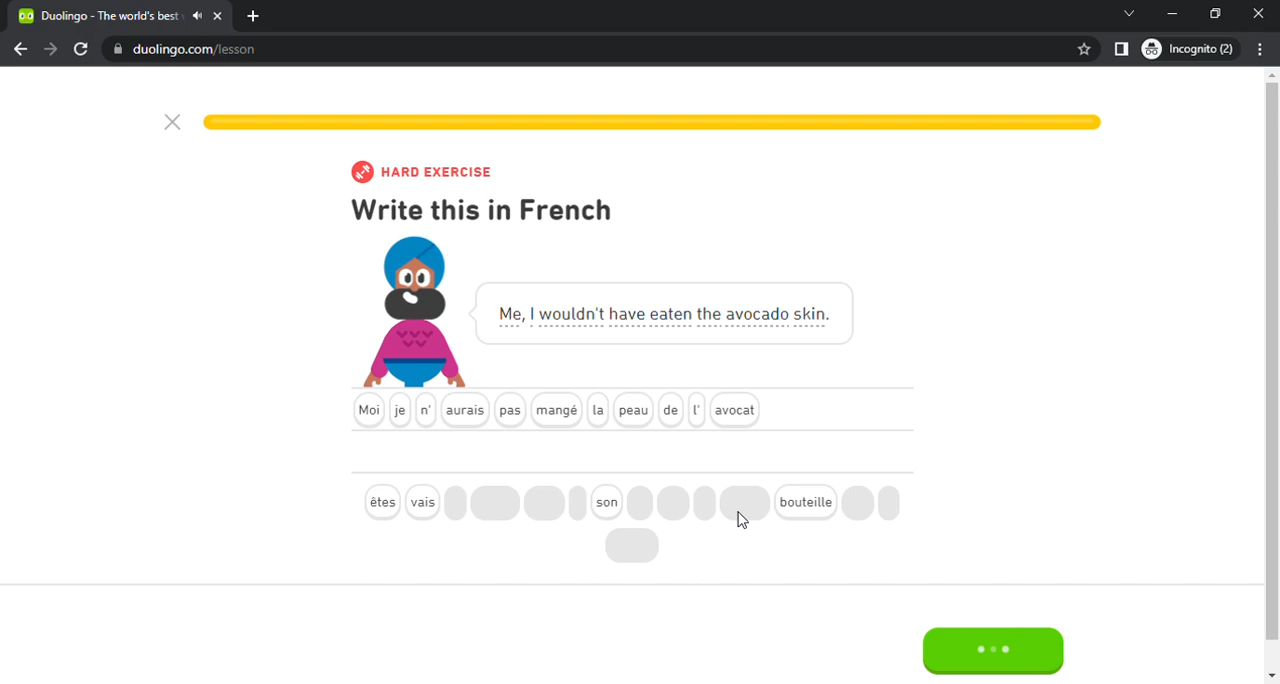 Duolingo - The world's best
duolingo.com/lesson
Incognito (2)
HARD EXERCISE
Write this in French
Me, I wouldn't have eaten the avocado skin.
Moi je n' aurais pas mangé la peau de l' avocat
êtes vais son bouteille